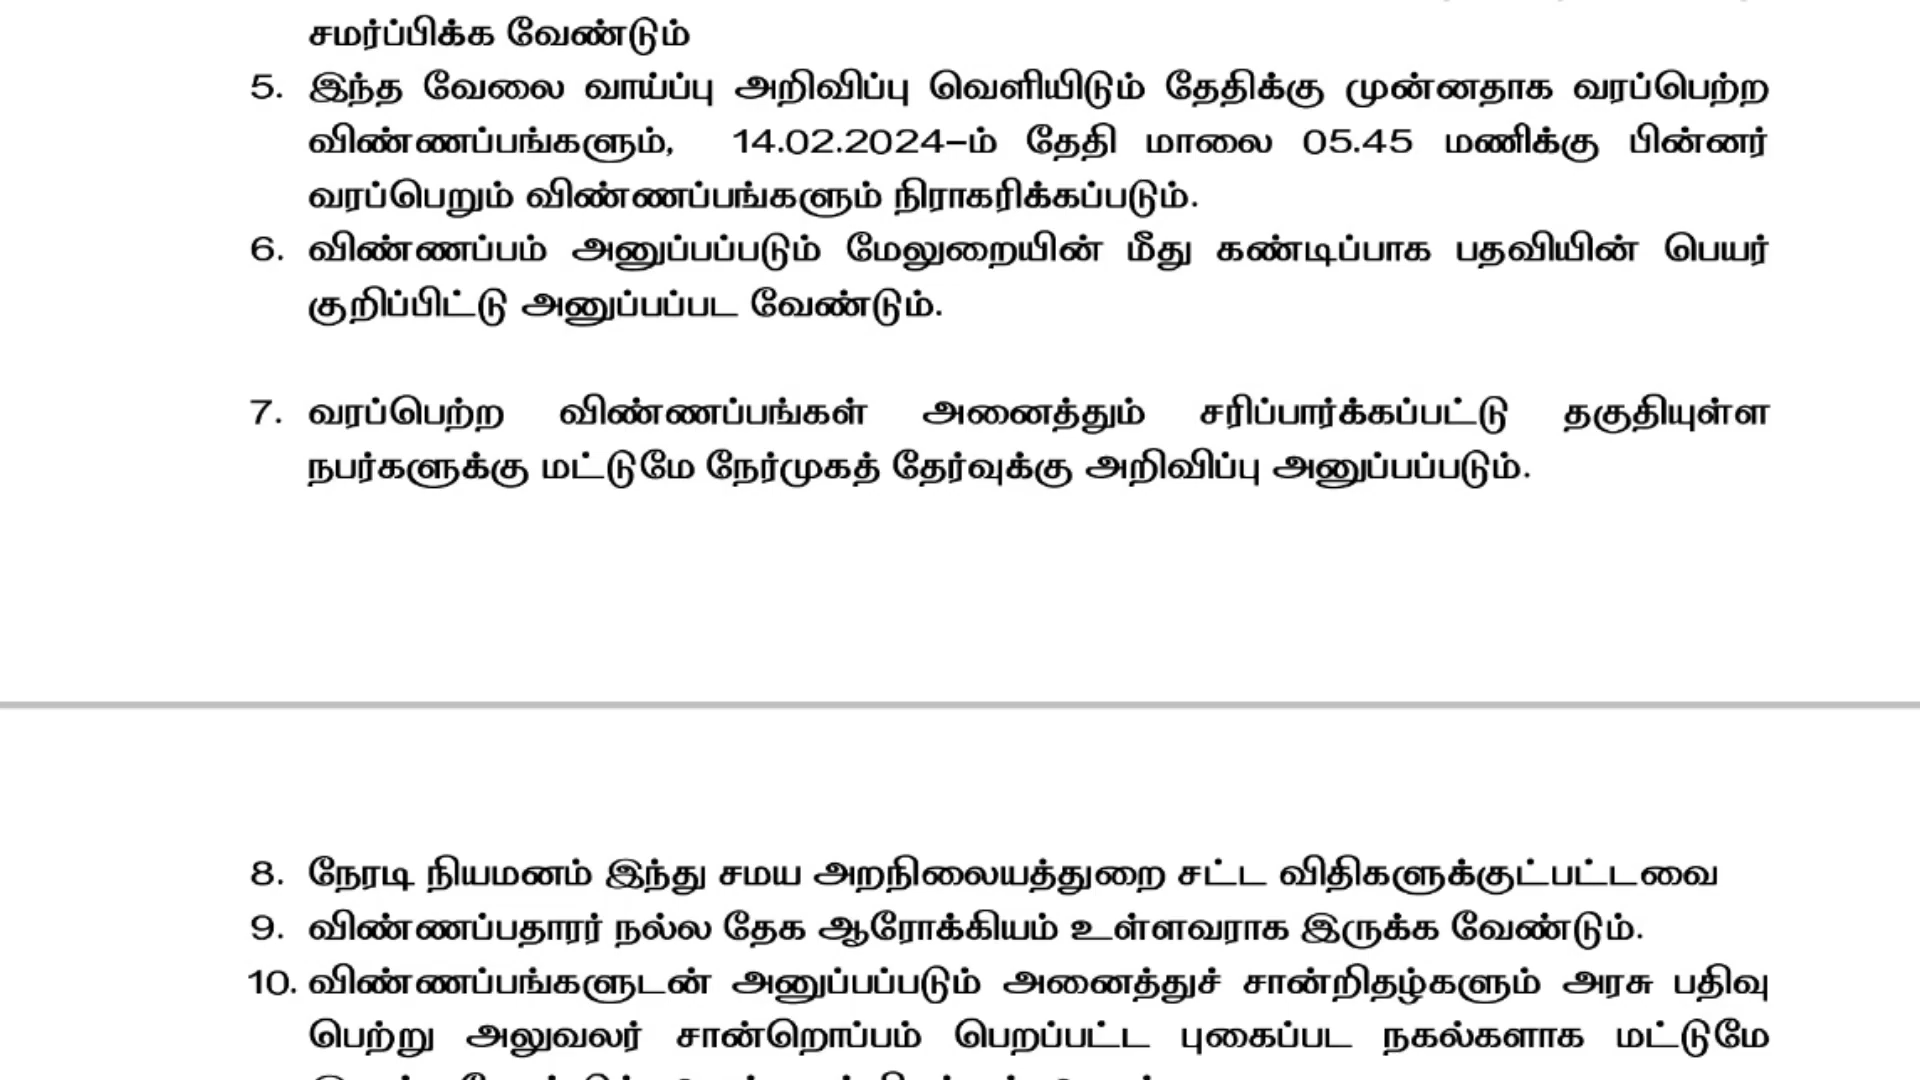 சமர்ப்பிக்க வேண்டும்
5. இந்த வேலை வாய்ப்பு அறிவிப்பு வெளியிடும் தேதிக்கு முன்னதாக வரப்பெற்ற
விண்ணப்பங்களும், 14.02.2024–ம் தேதி மாலை 05.45 மணிக்கு பின்னர்
வரப்பெறும் விண்ணப்பங்களும் நிராகரிக்கப்படும்.
6. விண்ணப்பம் அனுப்பப்படும் மேலுறையின் மீது கண்டிப்பாக பதவியின் பெயர்
குறிப்பிட்டு அனுப்பப்பட வேண்டும்.
7. வரப்பெற்ற விண்ணப்பங்கள் அனைத்தும் சரிப்பார்க்கப்பட்டு தகுதியுள்ள
நபர்களுக்கு மட்டுமே நேர்முகத் தேர்வுக்கு அறிவிப்பு அனுப்பப்படும்.
8. நேரடி நியமனம் இந்து சமய அறநிலையத்துறை சட்ட விதிகளுக்குட்பட்டவை
9. விண்ணப்பதாரர் நல்ல தேக ஆரோக்கியம் உள்ளவராக இருக்க வேண்டும்.
10. விண்ணப்பங்களுடன் அனுப்பப்படும் அனைத்துச் சான்றிதழ்களும் அரசு பதிவு
பெற்று அலுவலர் சான்றொப்பம் பெறப்பட்ட புகைப்பட நகல்களாக மட்டுமே